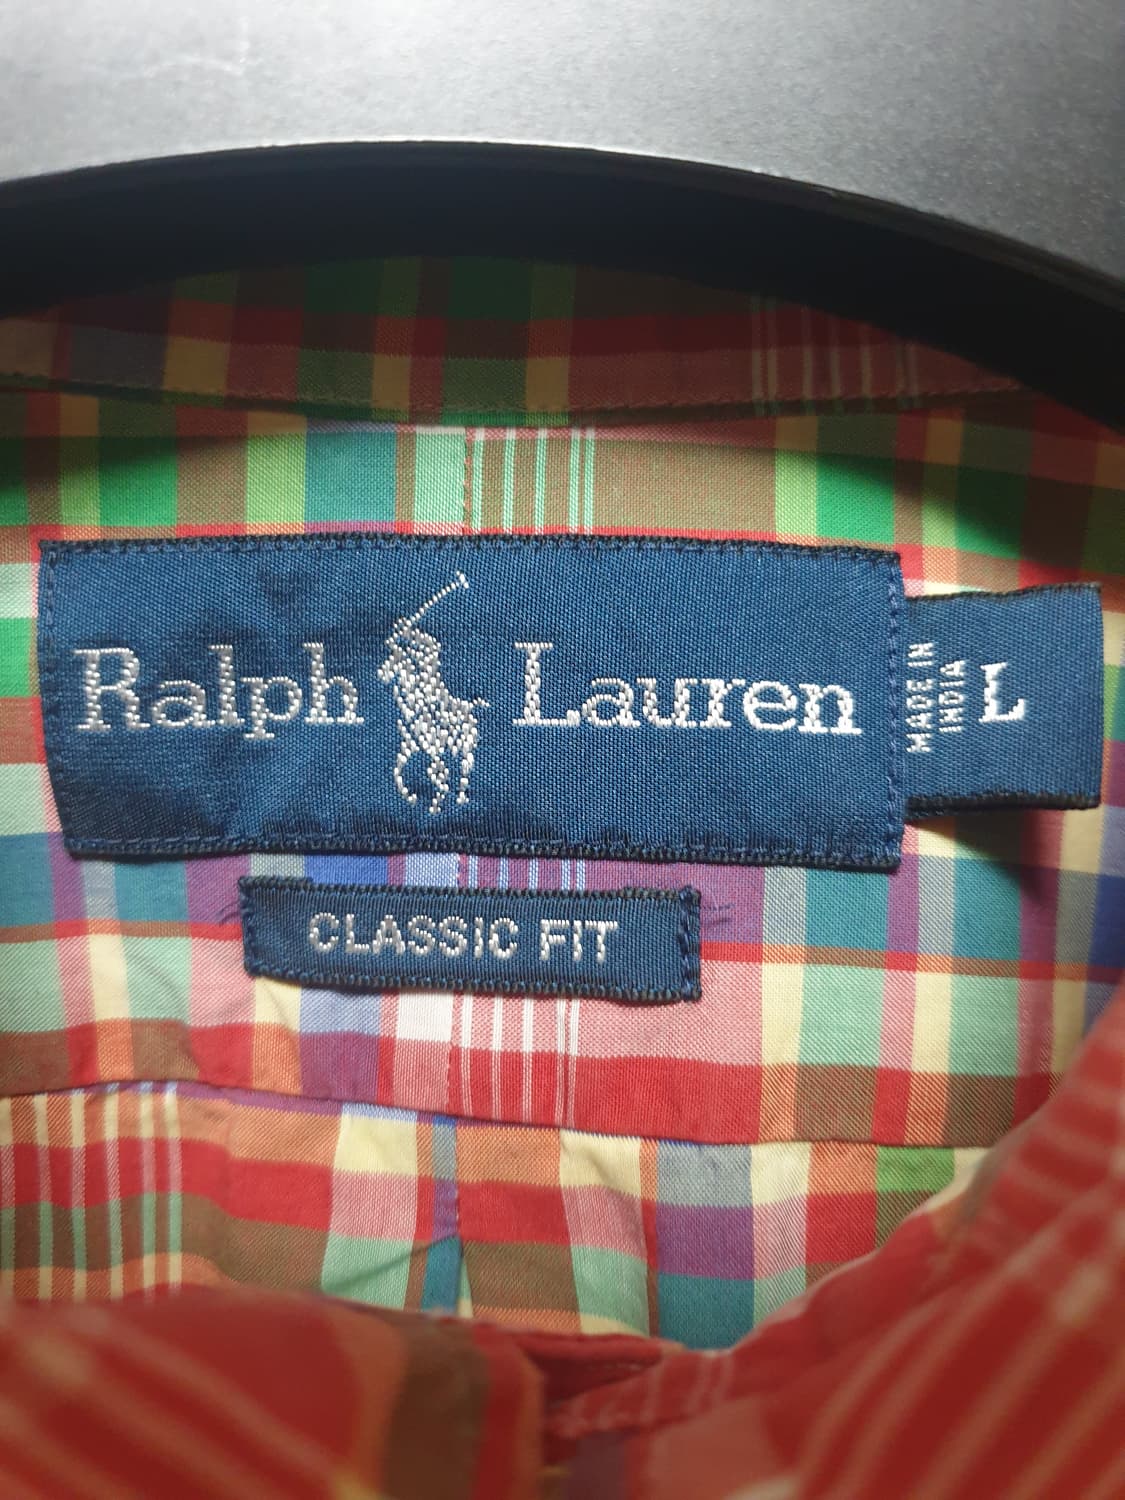 Ralph Lauren
MADE IN
INDIA
L
CLASSIC FIT